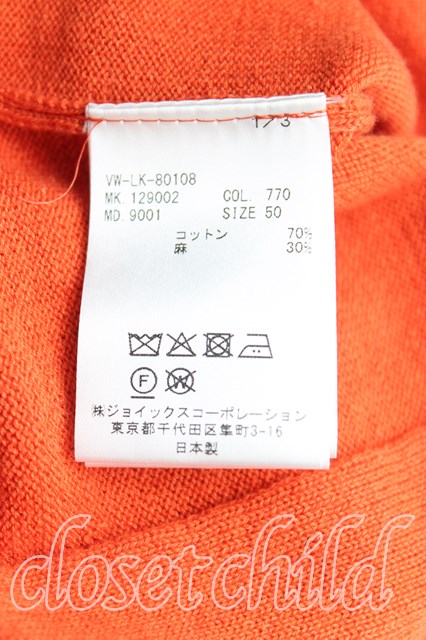 1/3
VW-LK-80108
MK. 129002 COL. 770
MD. 9001 SIZE 50
コットン 70%
麻 30%
F W
㈱ジョイックスコーポレーション
東京都千代田区隼町3-16
日本製
closet child